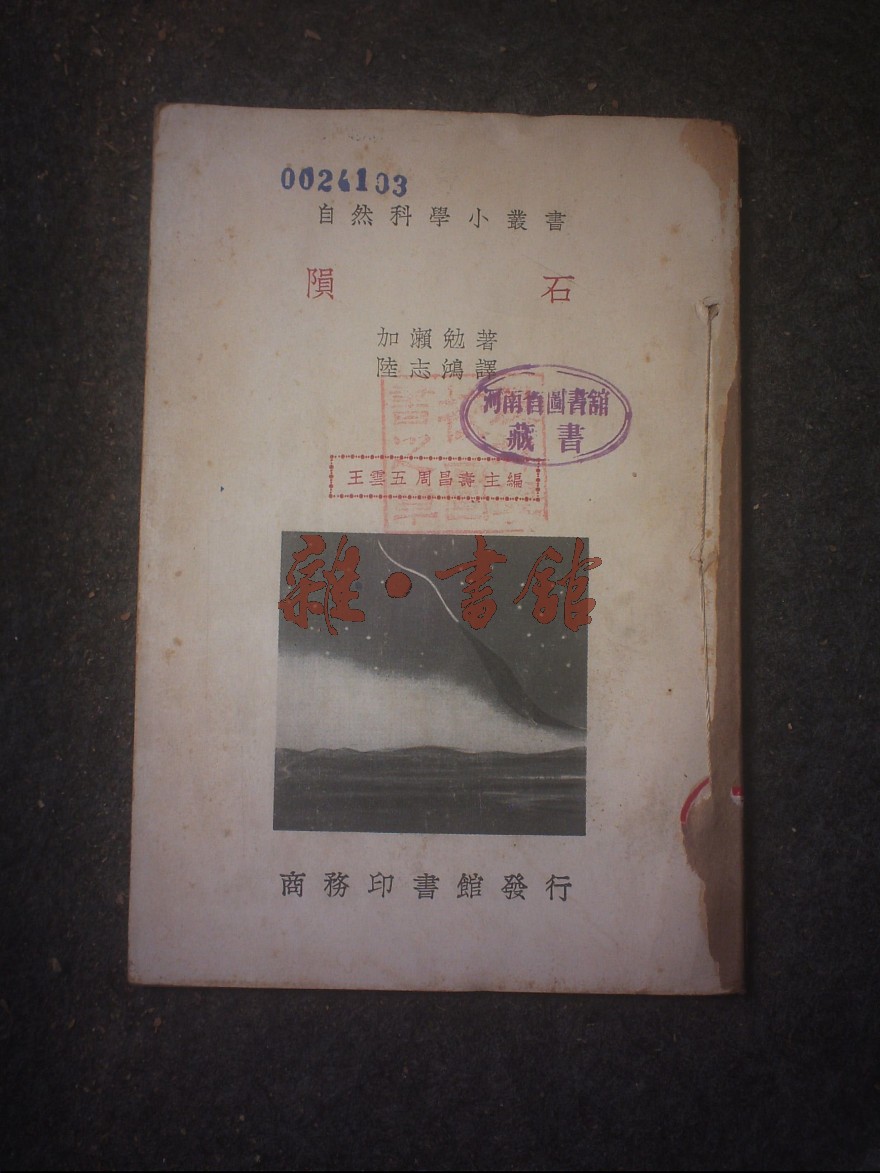 0024103
自然科學小叢書
隕石
加瀨勉著
陸志鴻譯
河南省圖書舘
藏書
王雲五周昌壽主編
雜·書舘
商務印書館發行